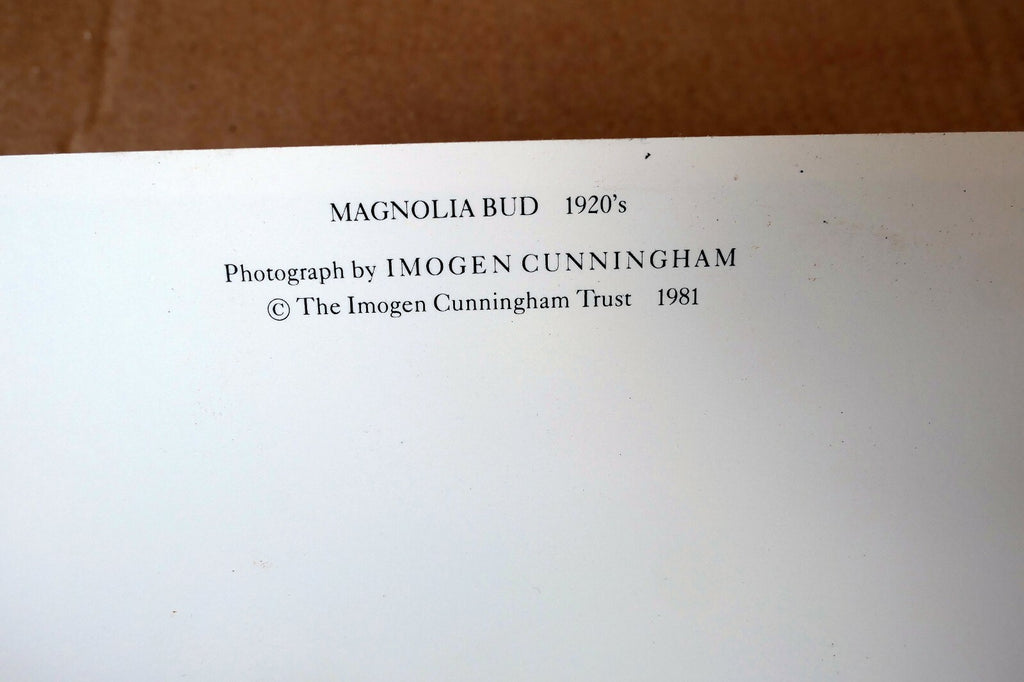 MAGNOLIA BUD 1920's
Photograph by IMOGEN CUNNINGHAM
© The Imogen Cunningham Trust 1981